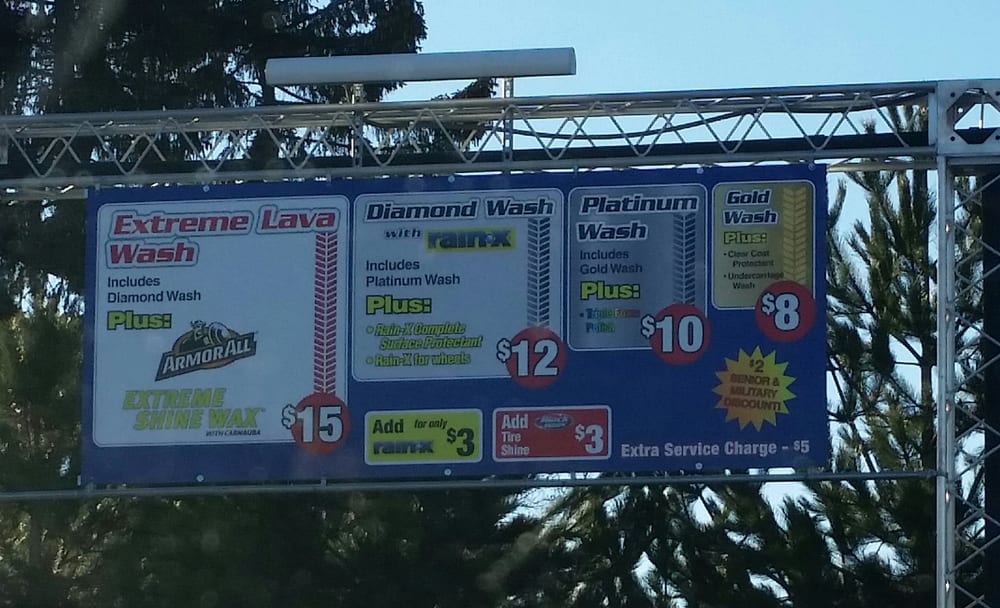 Extreme Lava
Wash
Includes
Diamond Wash
Plus:
ARMORALL
EXTREME
SHINE WAX™
WITH CARNAUBA
$15
Diamond Wash
with rain-x
Includes
Platinum Wash
Plus:
• Rain-X Complete
Surface Protectant
• Rain-X for wheels
$12
Platinum
Wash
Includes
Gold Wash
Plus:
• Triple Foam
Polish
$10
Gold
Wash
Plus:
• Clear Coat
Protectant
• Undercarriage
Wash
$8
$2
SENIOR &
MILITARY
DISCOUNT!
Add for only
rain-x $3
Add
Tire
Shine
$3
Extra Service Charge - $5